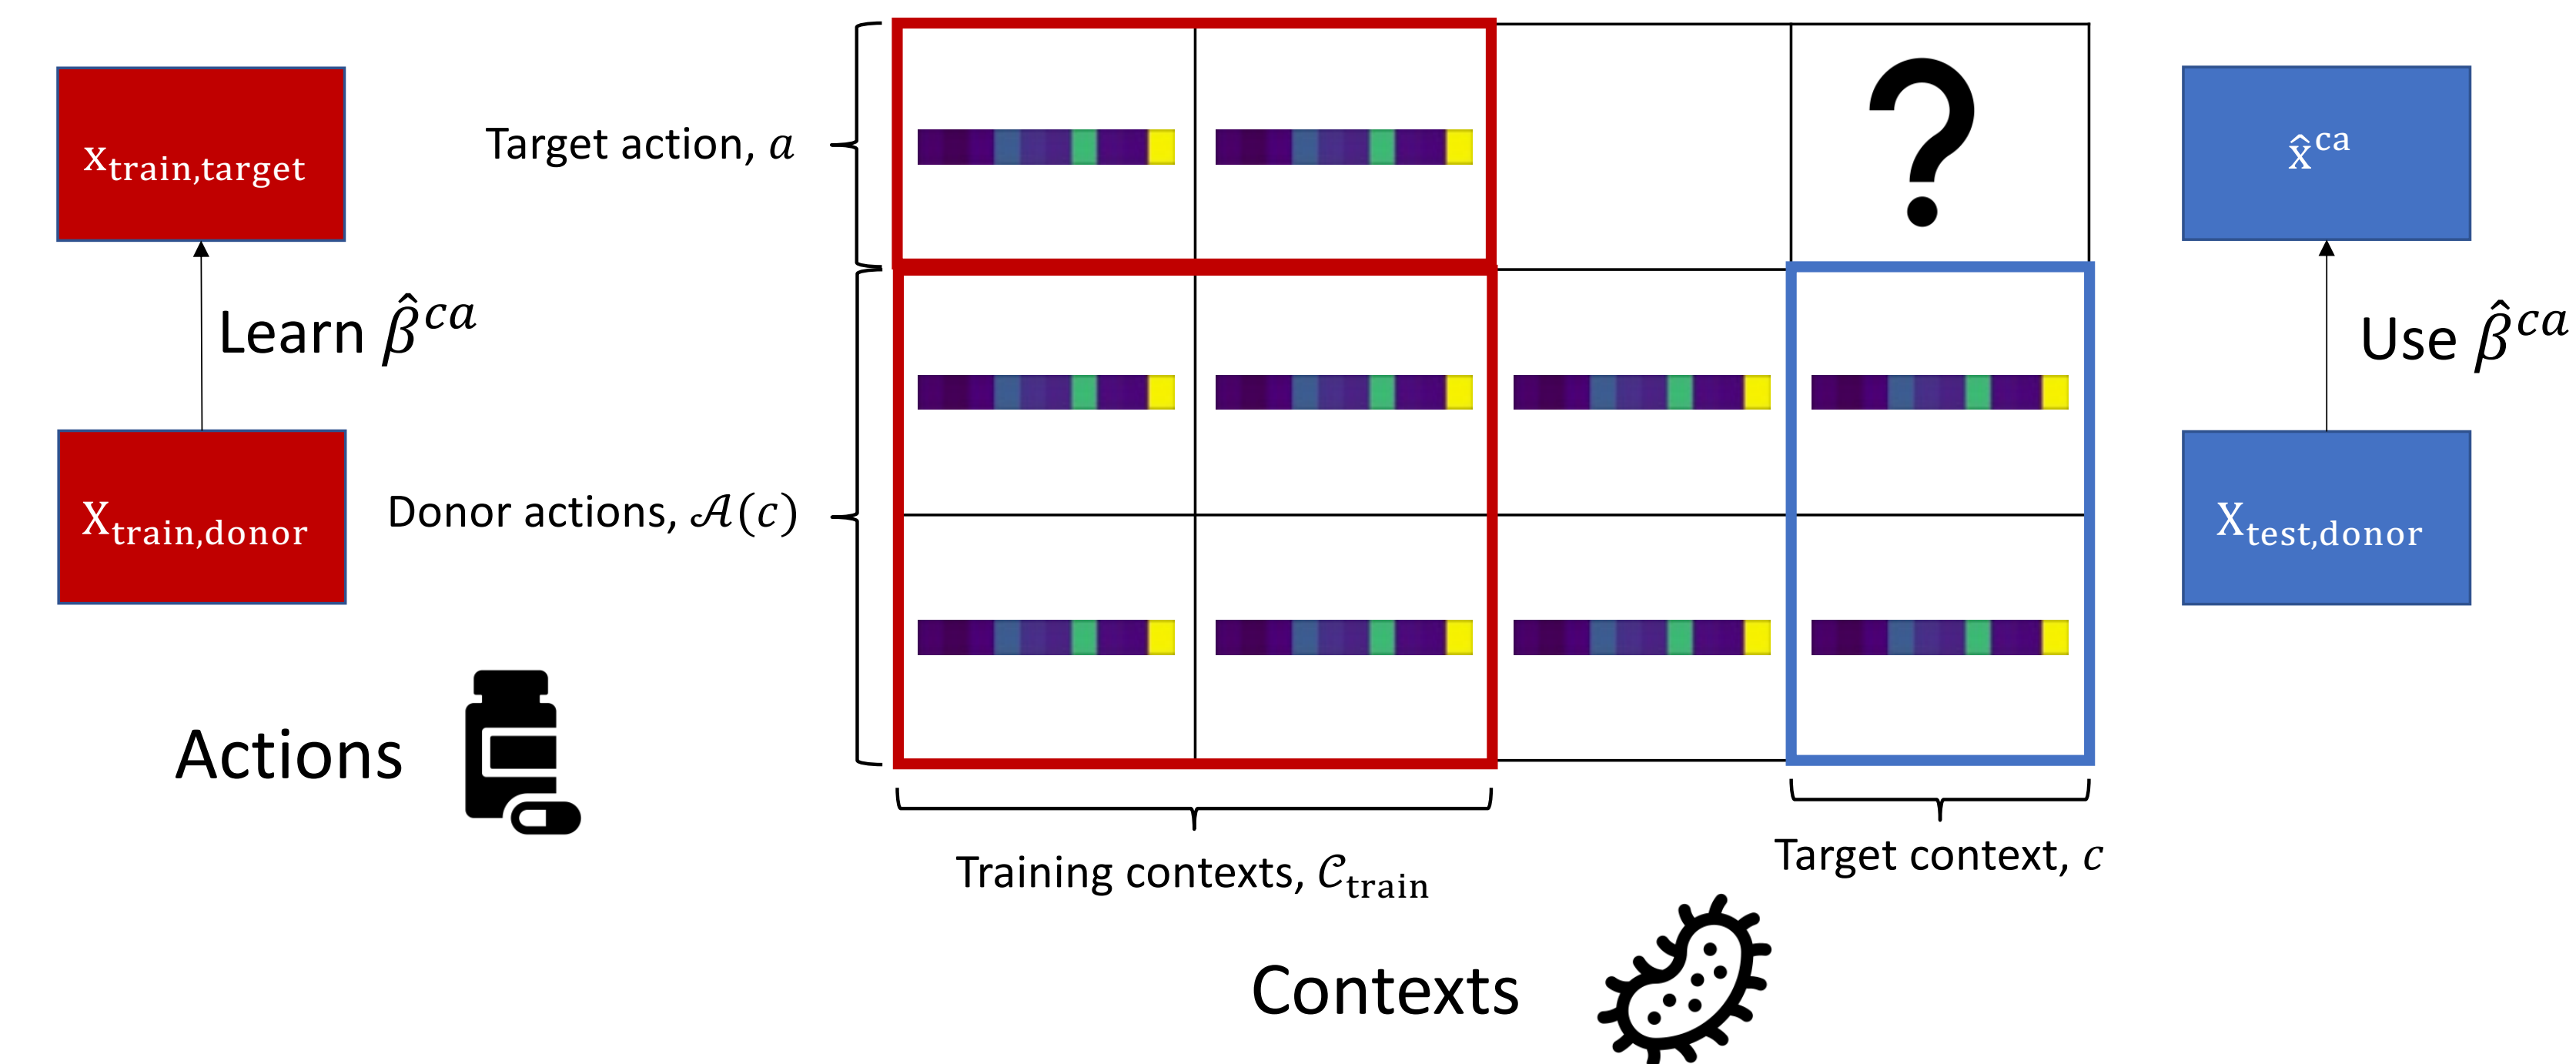 x_train,target
Learn β̂^ca
X_train,donor
Target action, a
Donor actions, 𝒜(c)
?
x̂^ca
Use β̂^ca
X_test,donor
Actions
Training contexts, 𝒞_train
Target context, c
Contexts